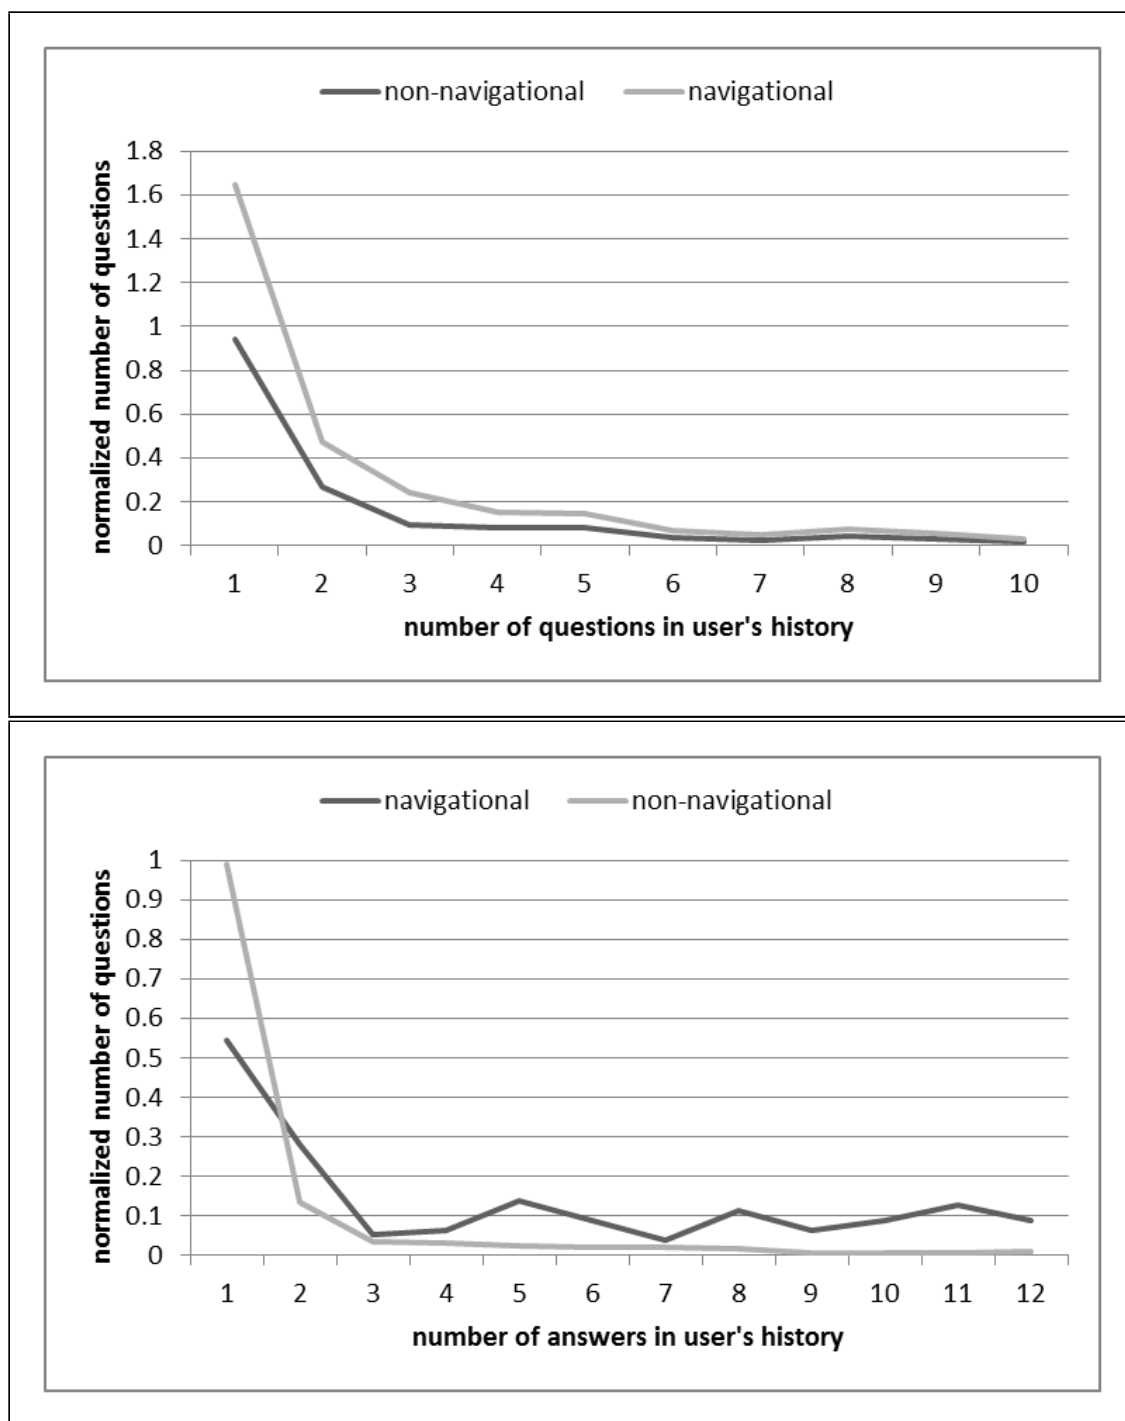 non-navigational navigational
normalized number of questions
1.8
1.6
1.4
1.2
1
0.8
0.6
0.4
0.2
0
1 2 3 4 5 6 7 8 9 10
number of questions in user's history
navigational non-navigational
normalized number of questions
1
0.9
0.8
0.7
0.6
0.5
0.4
0.3
0.2
0.1
0
1 2 3 4 5 6 7 8 9 10 11 12
number of answers in user's history